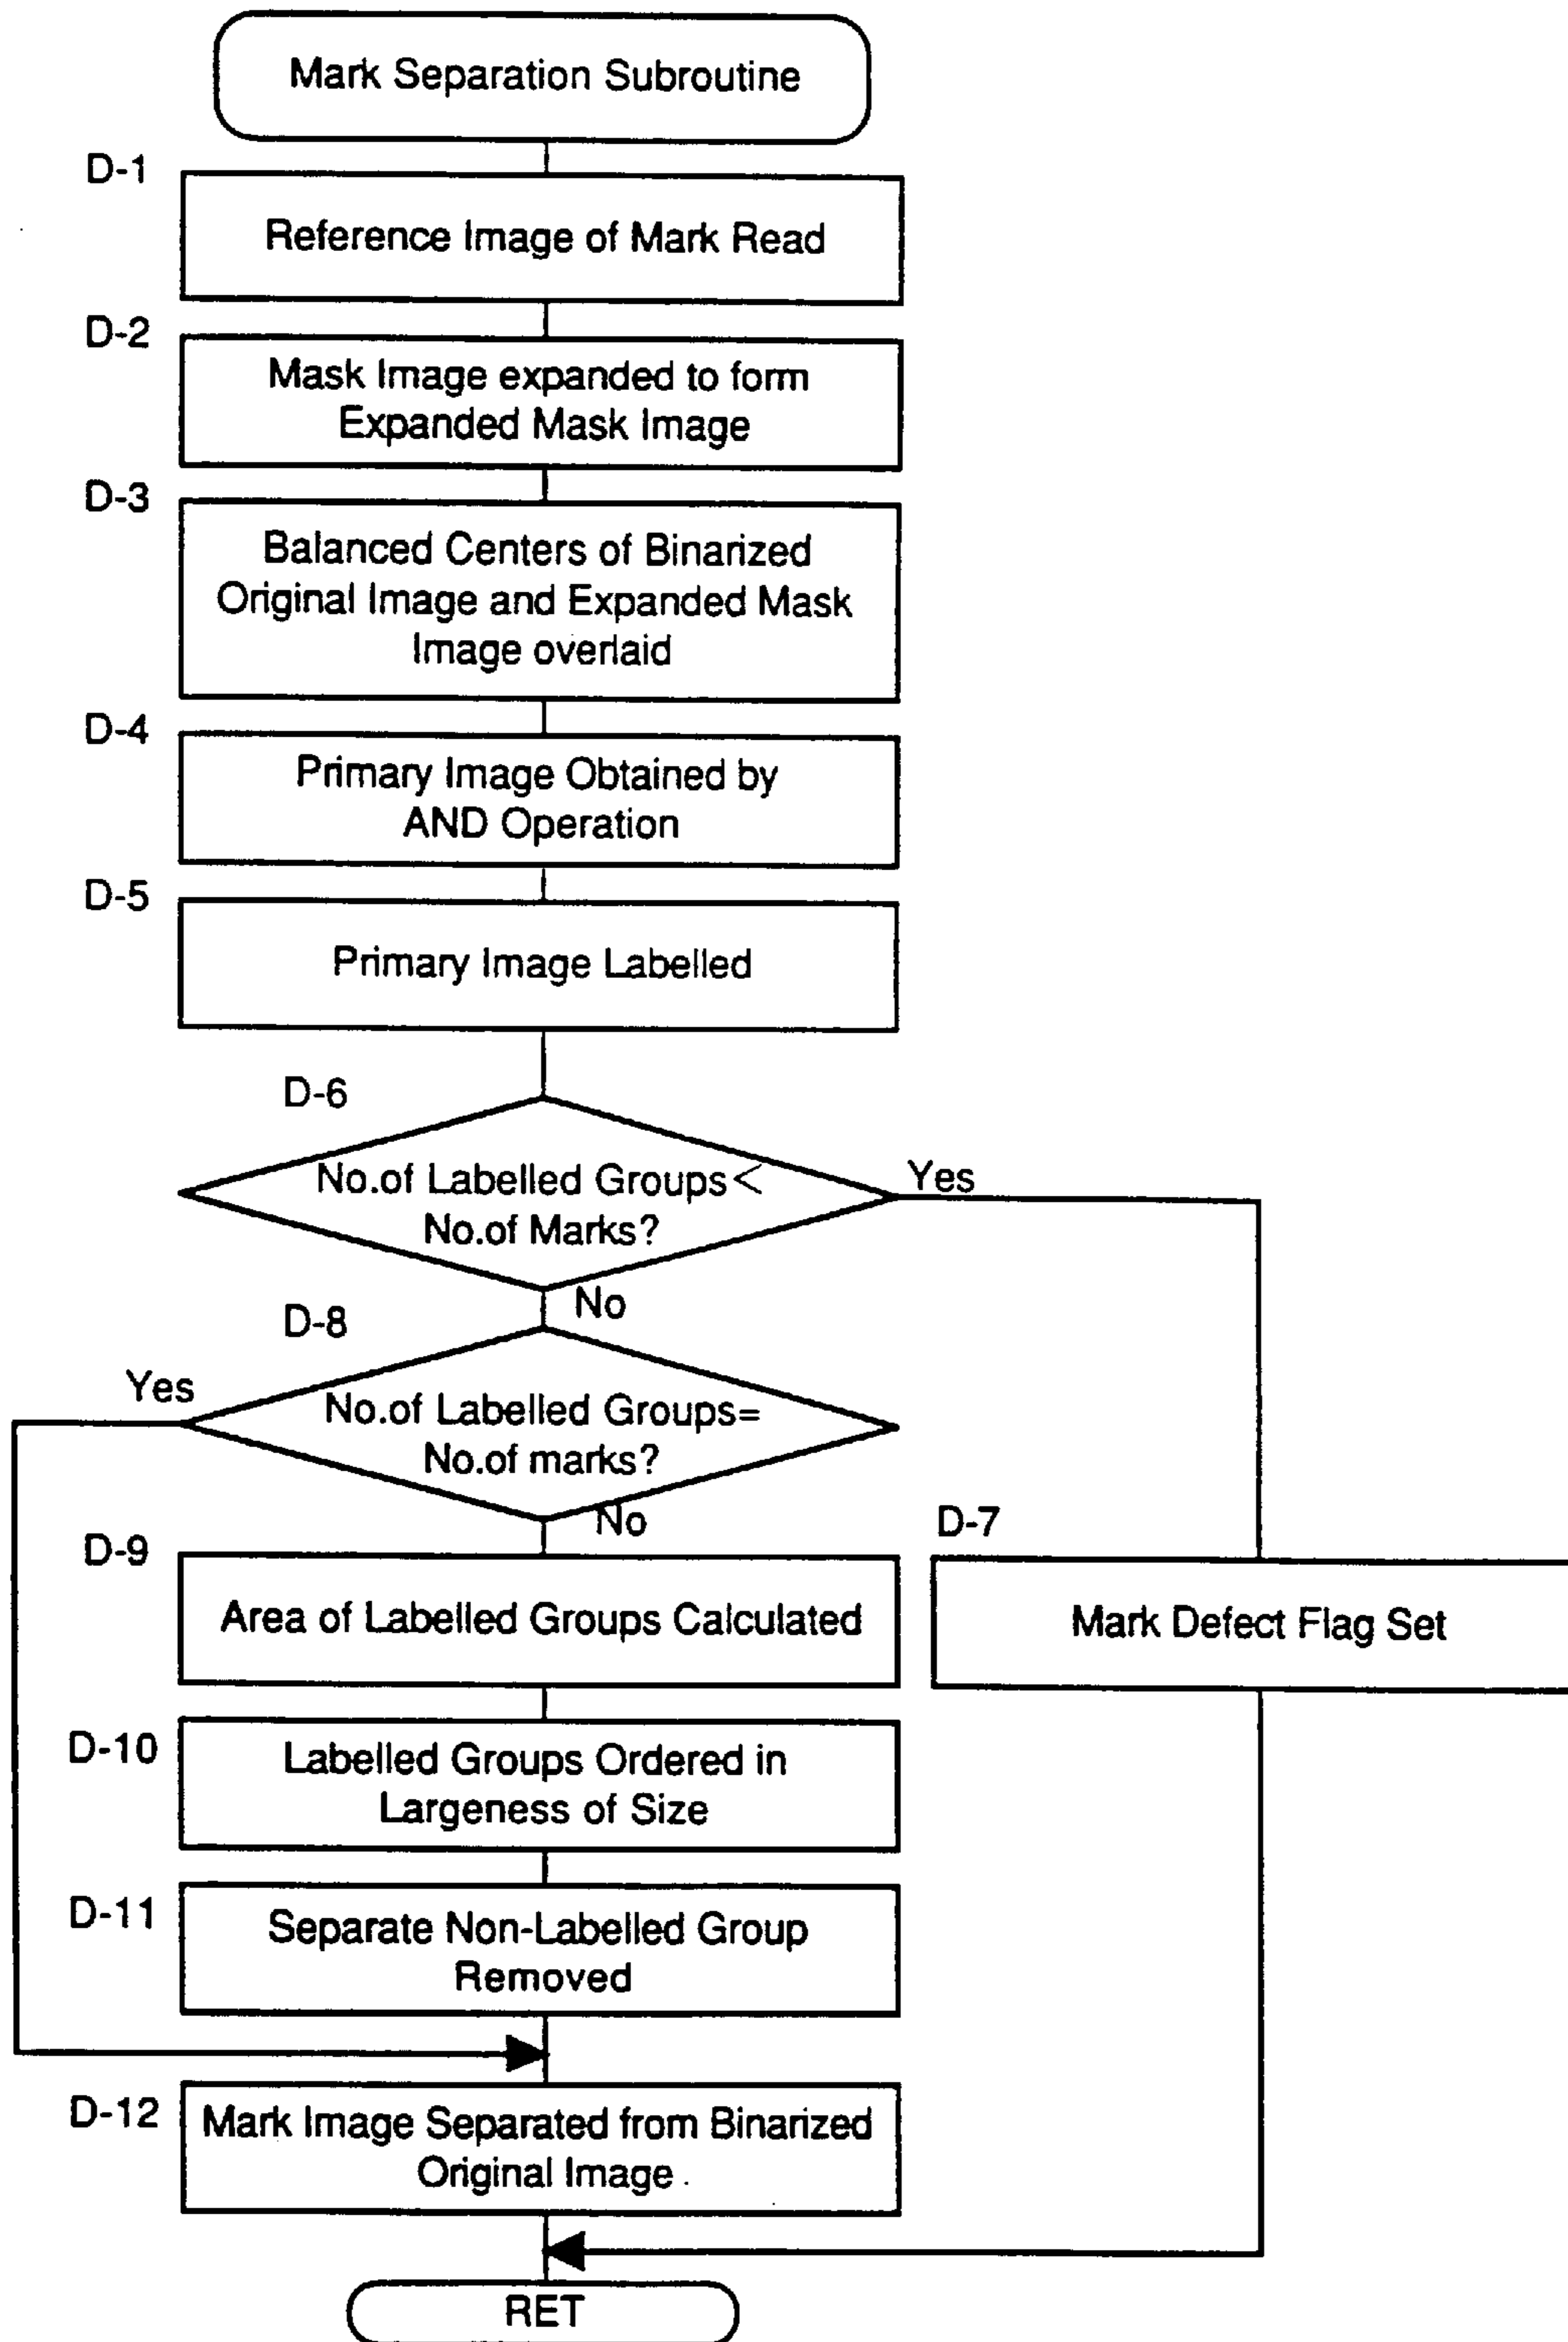 Mark Separation Subroutine
D-1
Reference Image of Mark Read
D-2
Mask Image expanded to form
Expanded Mask Image
D-3
Balanced Centers of Binarized
Original Image and Expanded Mask
Image overlaid
D-4
Primary Image Obtained by
AND Operation
D-5
Primary Image Labelled
D-6
No.of Labelled Groups<
No.of Marks?
Yes
No
D-8
Yes
No.of Labelled Groups=
No.of marks?
No
D-7
Mark Defect Flag Set
D-9
Area of Labelled Groups Calculated
D-10
Labelled Groups Ordered in
Largeness of Size
D-11
Separate Non-Labelled Group
Removed
D-12
Mark Image Separated from Binarized
Original Image
RET